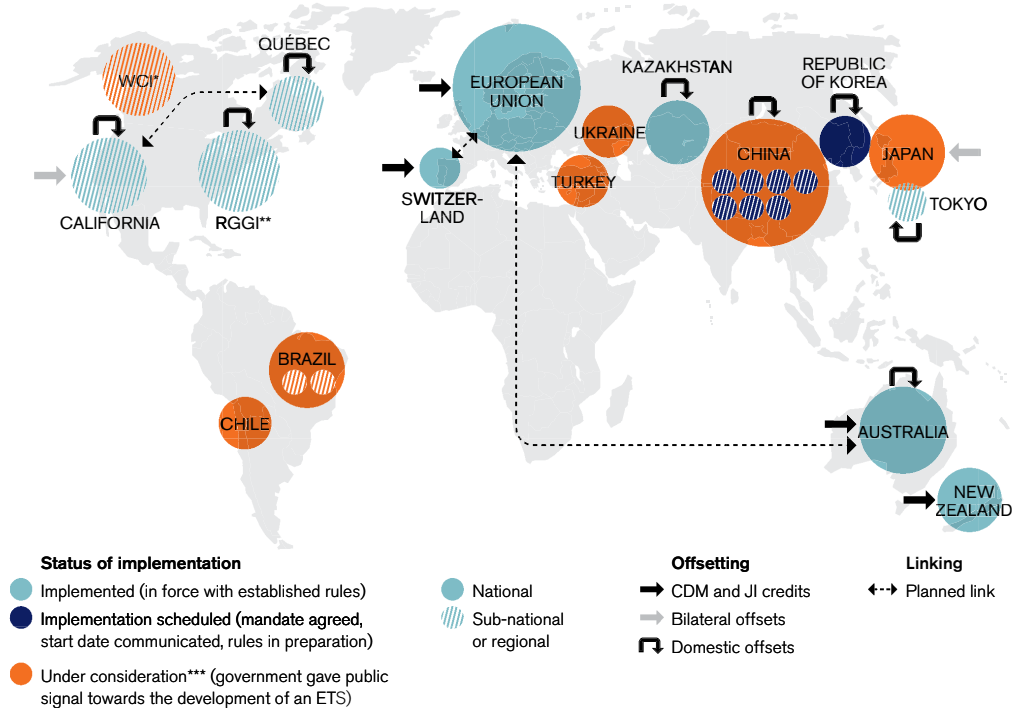 QUÉBEC
WCI*
CALIFORNIA
RGGI**
EUROPEAN
UNION
SWITZER-
LAND
UKRAINE
TURKEY
KAZAKHSTAN
CHINA
REPUBLIC
OF KOREA
JAPAN
TOKYO
BRAZIL
CHILE
AUSTRALIA
NEW
ZEALAND
Status of implementation
Implemented (in force with established rules)
Implementation scheduled (mandate agreed,
start date communicated, rules in preparation)
Under consideration*** (government gave public
signal towards the development of an ETS)
National
Sub-national
or regional
Offsetting
CDM and JI credits
Bilateral offsets
Domestic offsets
Linking
Planned link